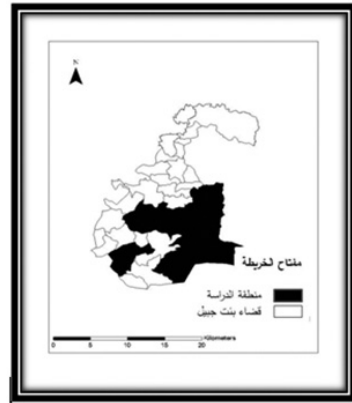 N
مفتاح الخريطة
منطقة الدراسة
قضاء بنت جبيل
0 5 10 15 20
Kilometers